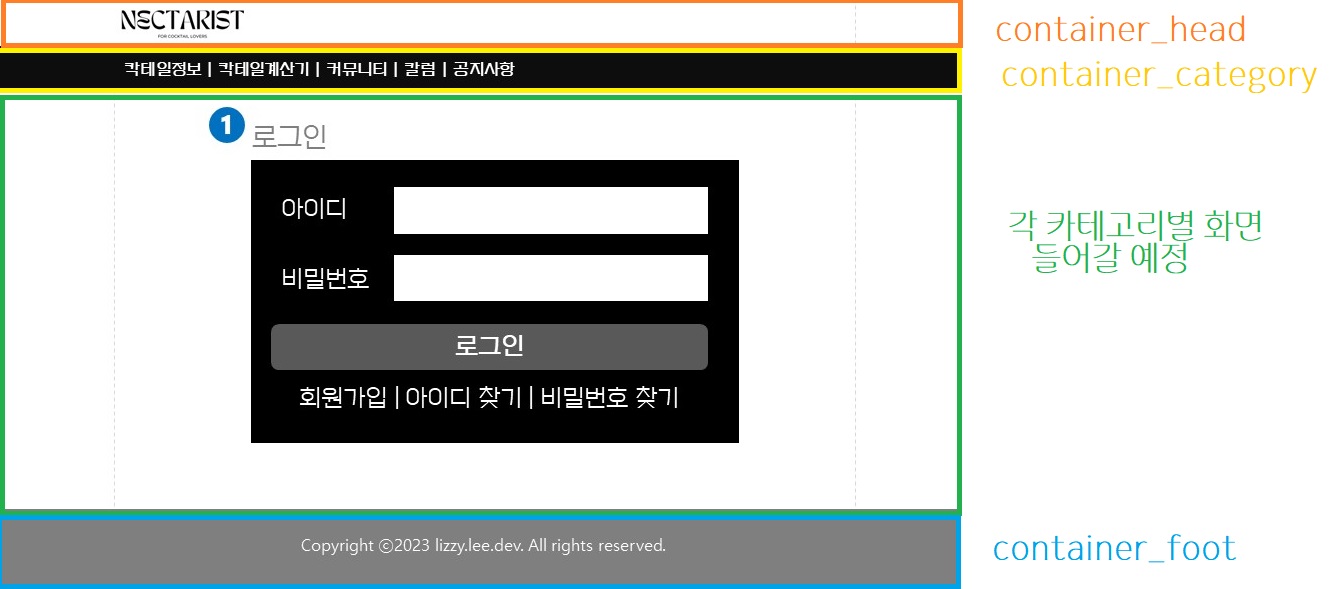 NECTARIST
FOR COCKTAIL LOVERS
container_head
칵테일정보 | 칵테일계산기 | 커뮤니티 | 칼럼 | 공지사항
container_category
1
로그인
아이디
비밀번호
로그인
회원가입 | 아이디 찾기 | 비밀번호 찾기
각 카테고리별 화면
들어갈 예정
Copyright ⓒ2023 lizzy.lee.dev. All rights reserved.
container_foot